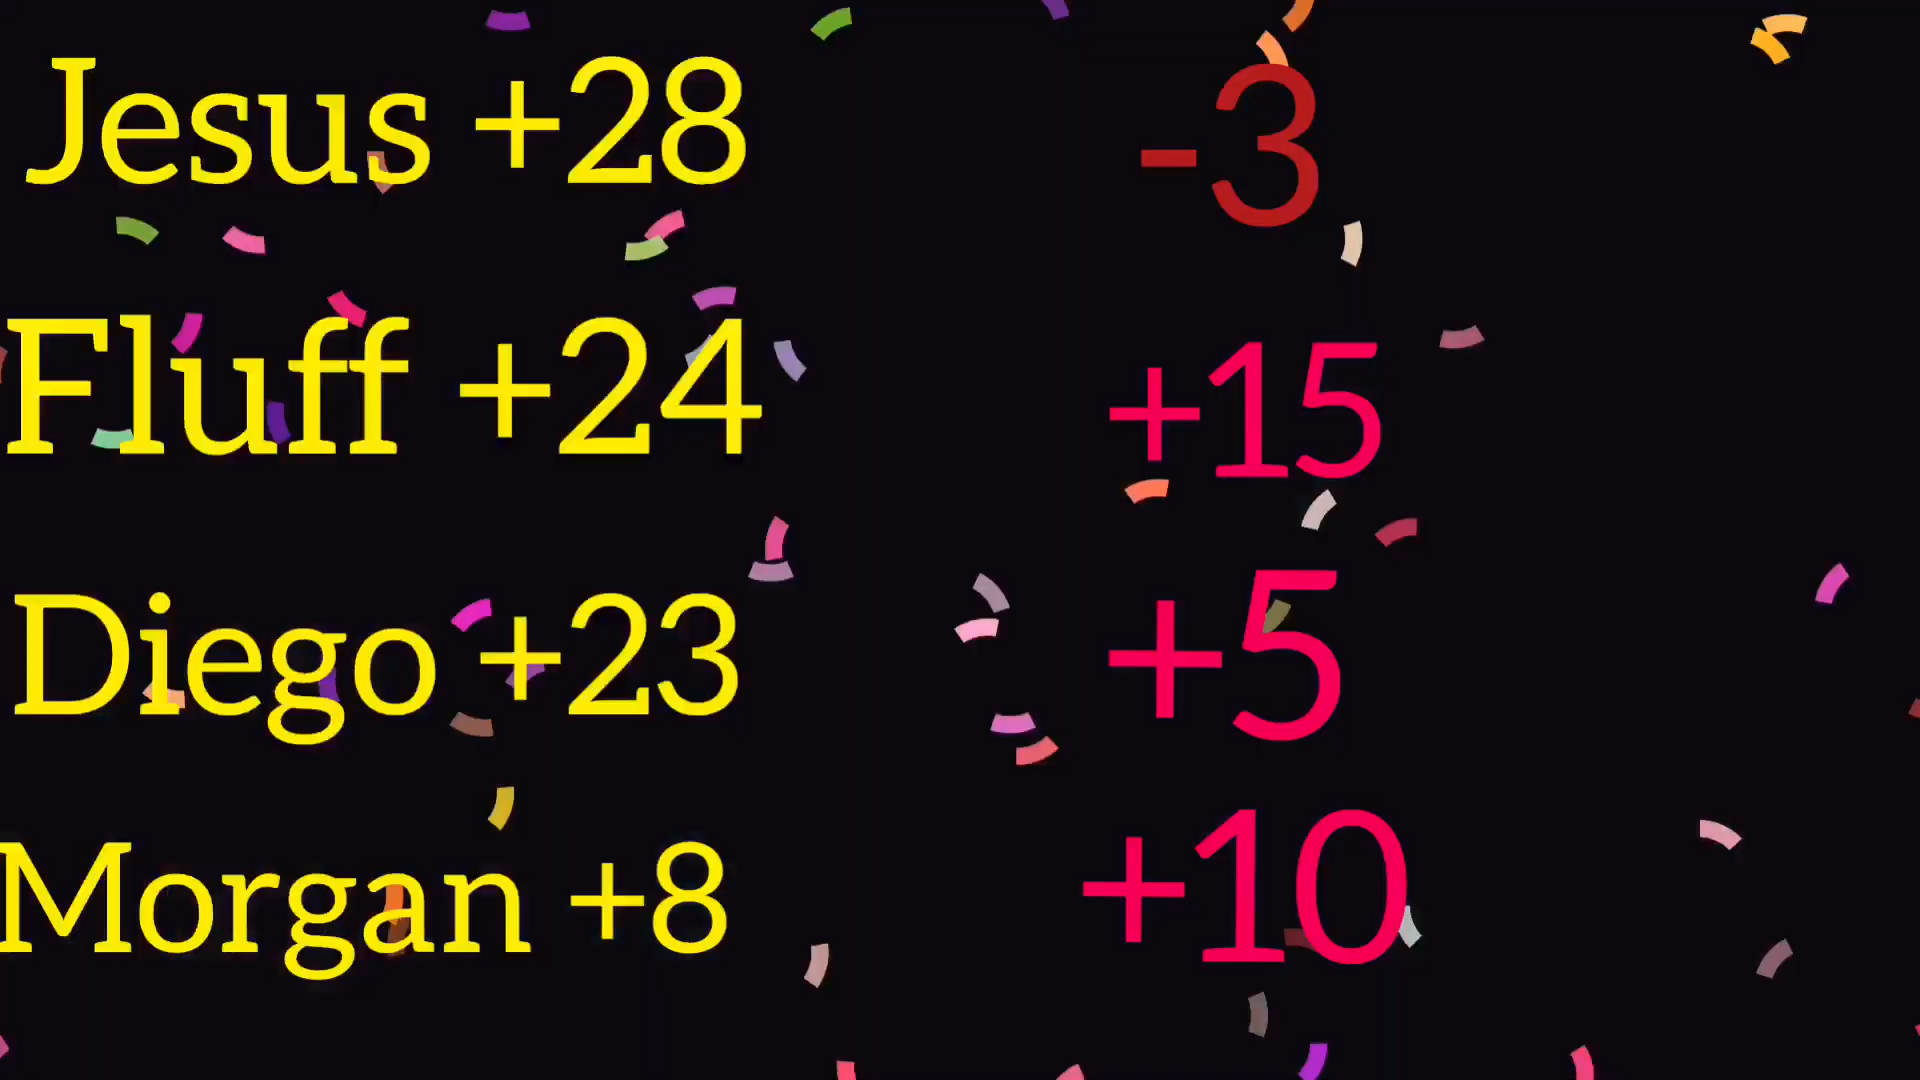 Jesus +28 -3
Fluff +24 +15
Diego +23 +5
Morgan +8 +10